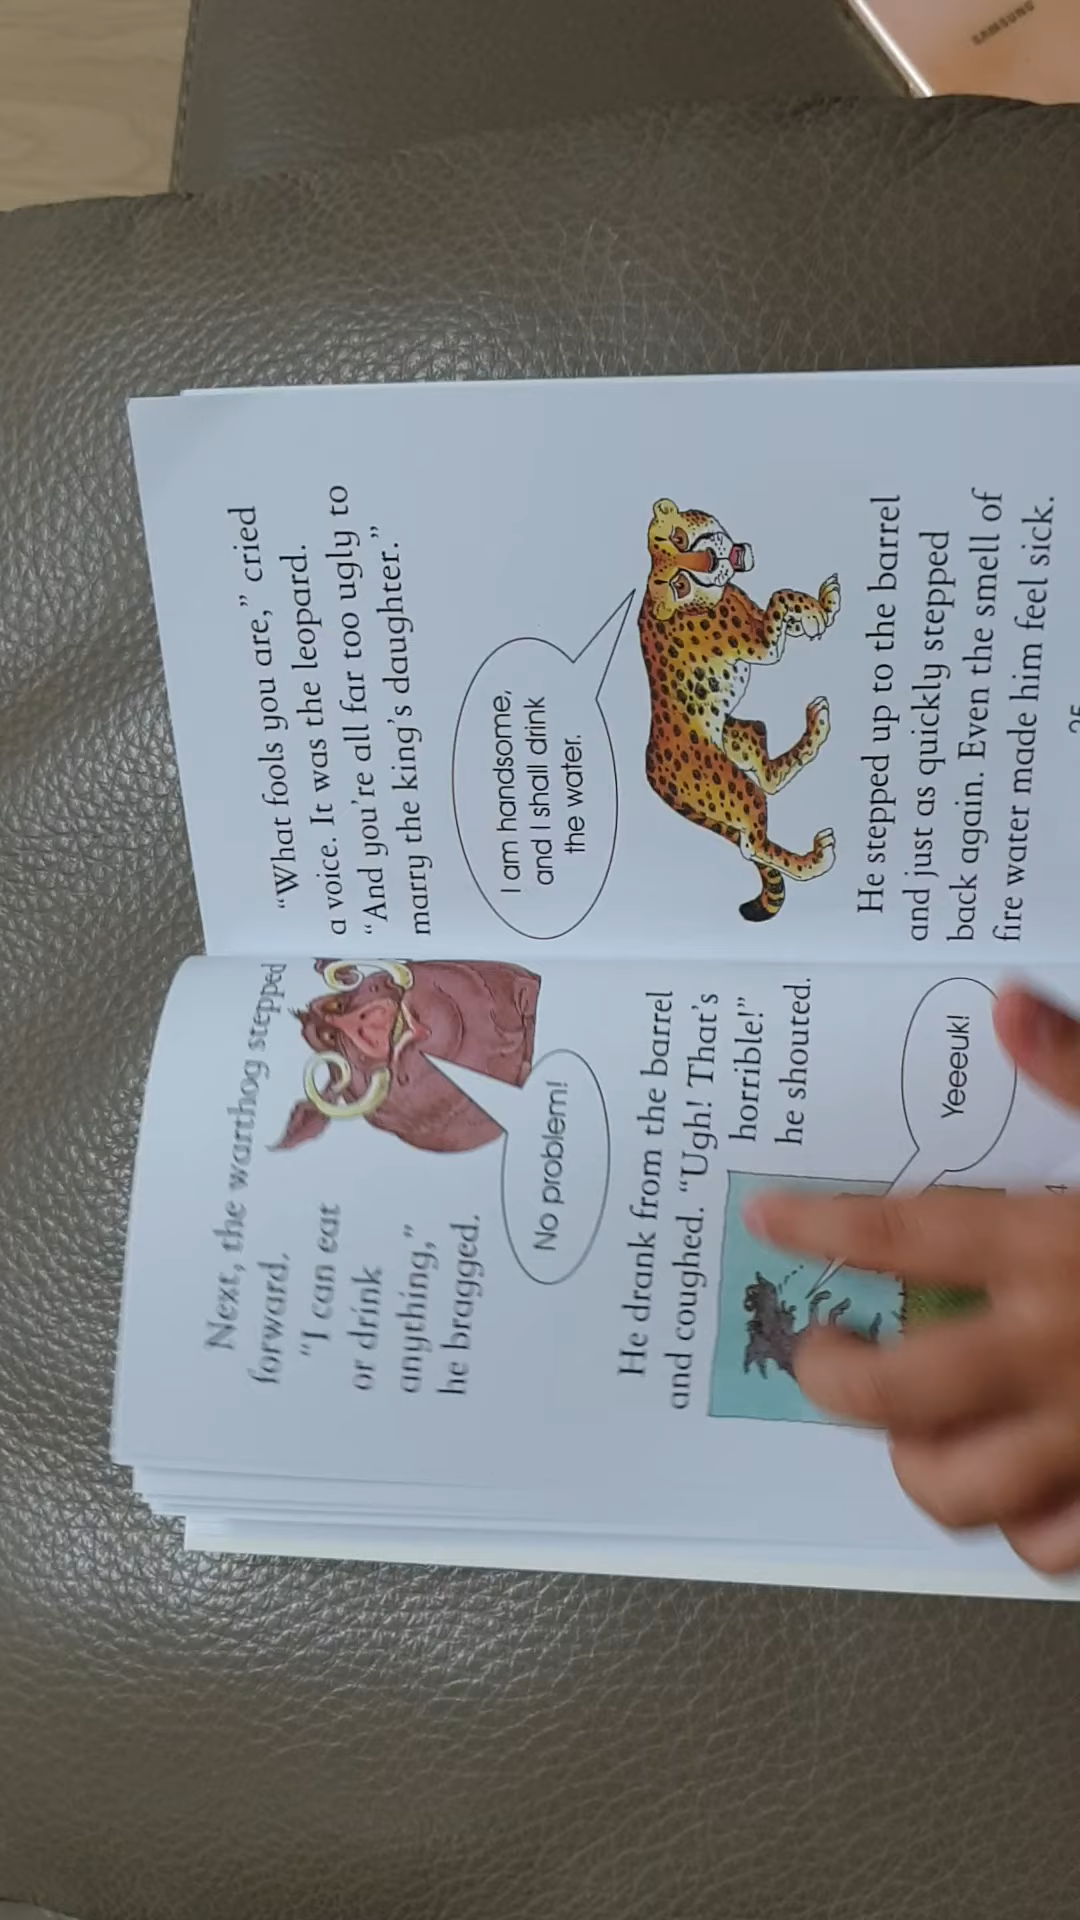 Next, the warthog stepped
forward.
"I can eat
or drink
anything,"
he bragged.
No problem!
He drank from the barrel
and coughed. "Ugh! That's
horrible!"
he shouted.
Yeeeuk!
4
"What fools you are," cried
a voice. It was the leopard.
"And you're all far too ugly to
marry the king's daughter."
I am handsome,
and I shall drink
the water.
He stepped up to the barrel
and just as quickly stepped
back again. Even the smell of
fire water made him feel sick.
25
SAMSUNG